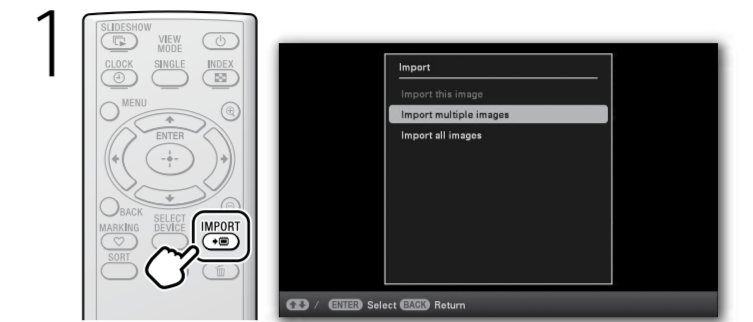 1
SLIDESHOW
VIEW
MODE
CLOCK SINGLE INDEX
MENU
ENTER
BACK
SELECT
DEVICE
MARKING
IMPORT
SORT
Import
Import this image
Import multiple images
Import all images
/ ENTER Select BACK Return